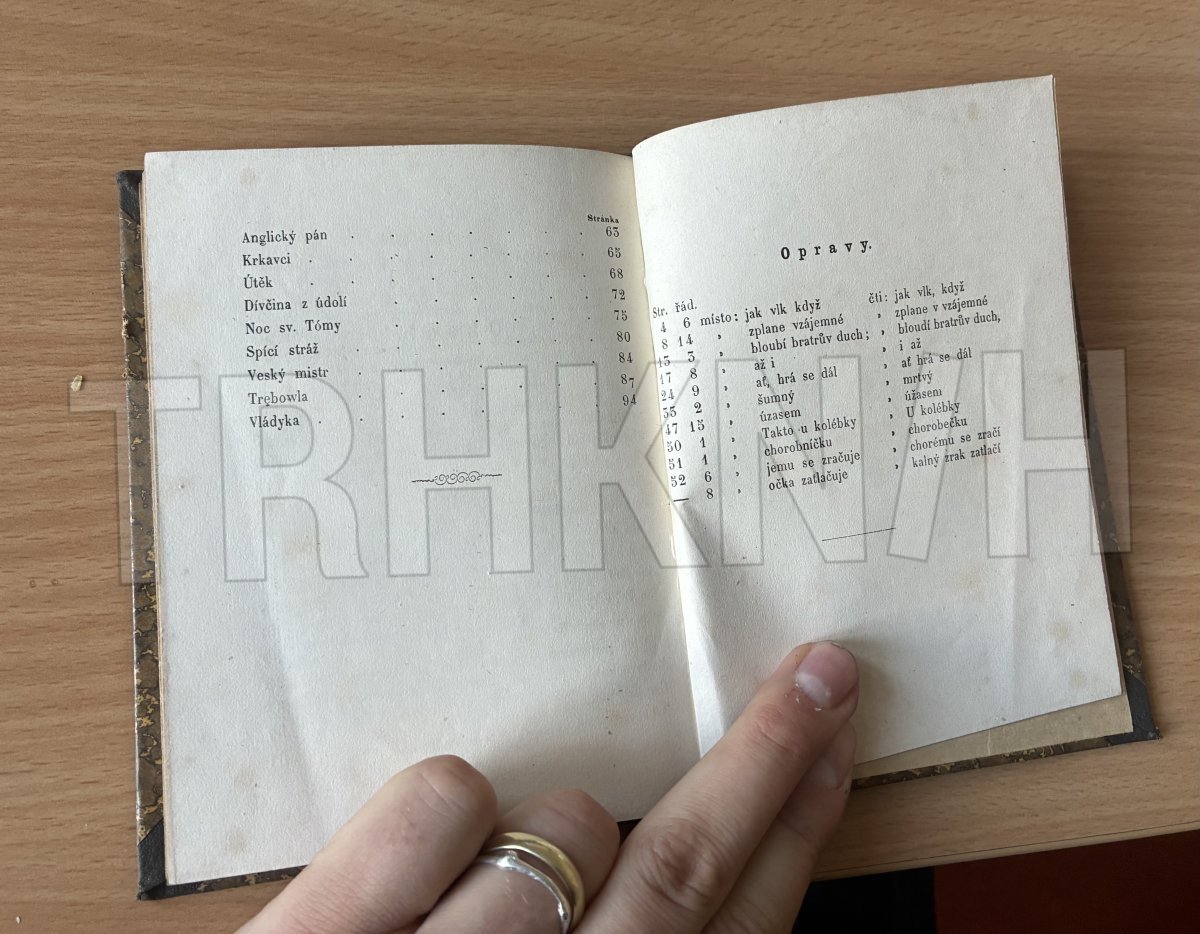 Stránka
Anglický pán . . . . . . . 63
Krkavci . . . . . . . . 65
Útěk . . . . . . . . 68
Dívčina z údolí . . . . . . 72
Noc sv. Tómy . . . . . . 75
Spící stráž . . . . . . . 80
Veský mistr . . . . . . . 84
Trębowla . . . . . . . 87
Vládyka . . . . . . . . 94
Opravy.
Str. řád.
4 6 místo: jak vlk když čti: jak vlk, když
8 14 „ zplane vzájemné „ zplane v vzájemné
13 3 „ bloubí bratrův duch; „ bloudí bratrův duch,
17 8 „ až i „ i až
24 9 „ ať, hrá se dál „ ať hrá se dál
33 2 „ šumný „ mrtvý
47 15 „ úzasem „ úžasem
50 1 „ Takto u kolébky „ U kolébky
51 1 „ chorobníčku „ chorobečku
52 6 „ jemu se zračuje „ chorému se zračí
— 8 „ očka zatlačuje „ kalný zrak zatlačí
TRHKNIH